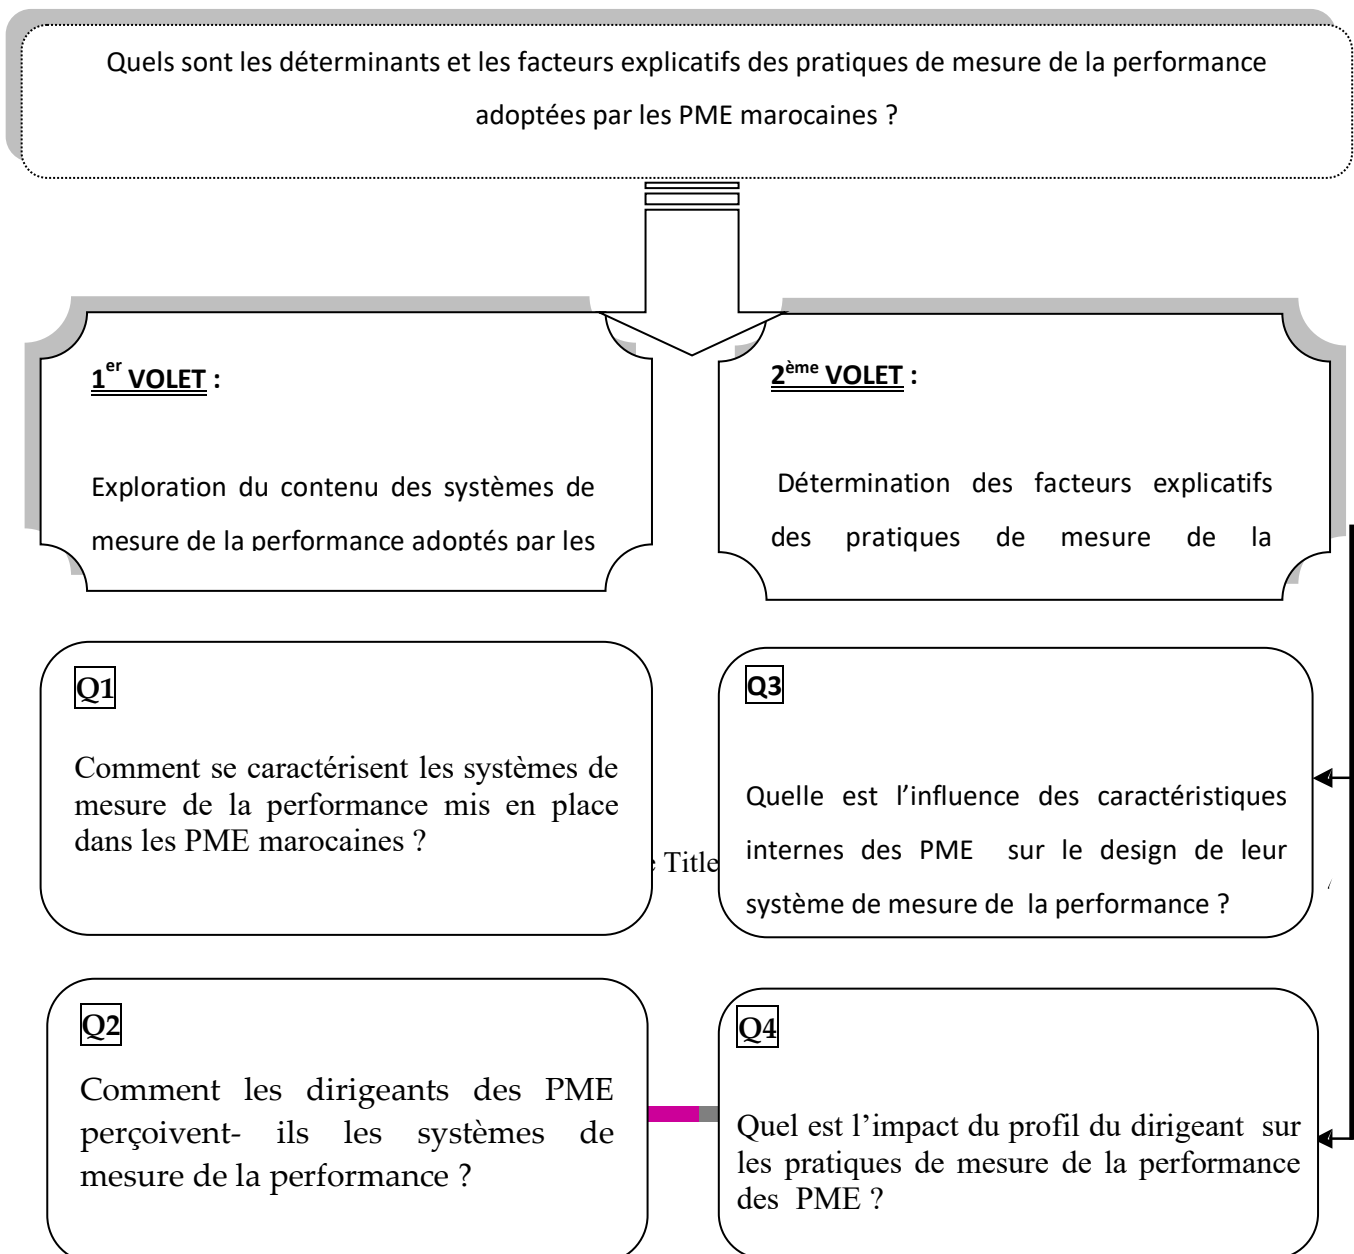 Quels sont les déterminants et les facteurs explicatifs des pratiques de mesure de la performance
adoptées par les PME marocaines ?
1er VOLET :
Exploration du contenu des systèmes de
mesure de la performance adoptés par les
2ème VOLET :
Détermination des facteurs explicatifs
des pratiques de mesure de la
Q1
Comment se caractérisent les systèmes de
mesure de la performance mis en place
dans les PME marocaines ?
Title
Q3
Quelle est l’influence des caractéristiques
internes des PME sur le design de leur
système de mesure de la performance ?
Q2
Comment les dirigeants des PME
perçoivent- ils les systèmes de
mesure de la performance ?
Q4
Quel est l’impact du profil du dirigeant sur
les pratiques de mesure de la performance
des PME ?